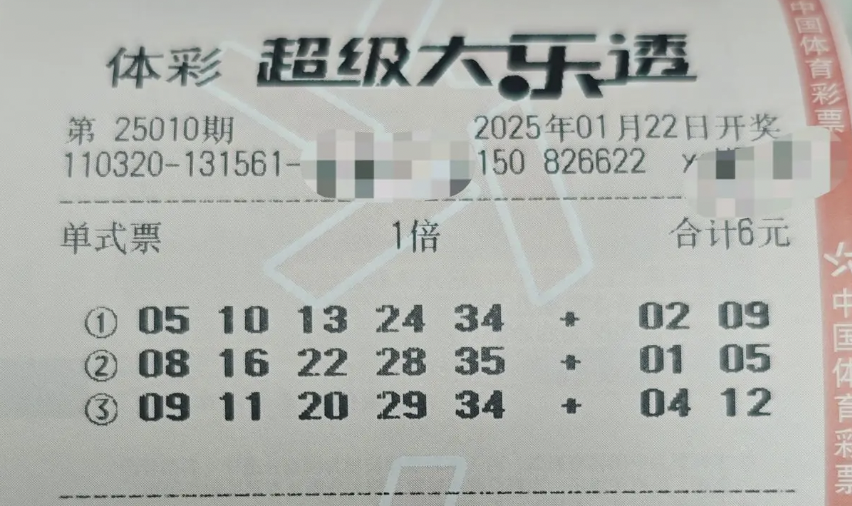 体彩 超级大乐透
第 25010期 2025年01月22日开奖
110320-131561- 150 826622
单式票 1倍 合计6元
① 05 10 13 24 34 + 02 09
② 08 16 22 28 35 + 01 05
③ 09 11 20 29 34 + 04 12
中国体育彩票
中国体育彩票